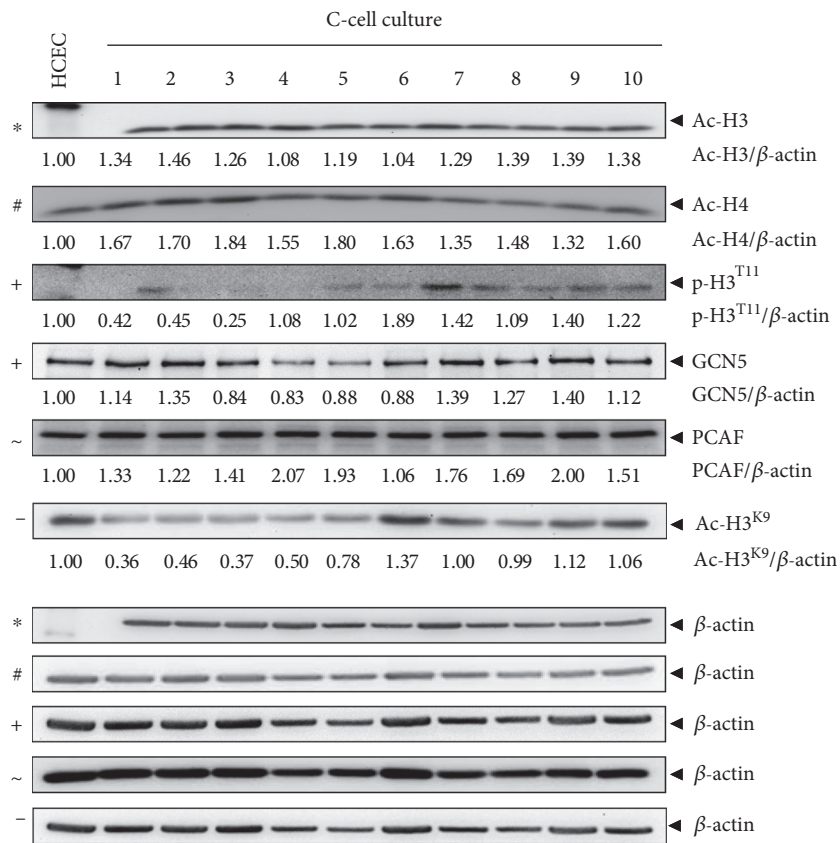 C-cell culture
HCEC 1 2 3 4 5 6 7 8 9 10
* Ac-H3
1.00 1.34 1.46 1.26 1.08 1.19 1.04 1.29 1.39 1.39 1.38 Ac-H3/β-actin
# Ac-H4
1.00 1.67 1.70 1.84 1.55 1.80 1.63 1.35 1.48 1.32 1.60 Ac-H4/β-actin
+ p-H3^T11
1.00 0.42 0.45 0.25 1.08 1.02 1.89 1.42 1.09 1.40 1.22 p-H3^T11/β-actin
+ GCN5
1.00 1.14 1.35 0.84 0.83 0.88 0.88 1.39 1.27 1.40 1.12 GCN5/β-actin
~ PCAF
1.00 1.33 1.22 1.41 2.07 1.93 1.06 1.76 1.69 2.00 1.51 PCAF/β-actin
− Ac-H3^K9
1.00 0.36 0.46 0.37 0.50 0.78 1.37 1.00 0.99 1.12 1.06 Ac-H3^K9/β-actin
* β-actin
# β-actin
+ β-actin
~ β-actin
− β-actin